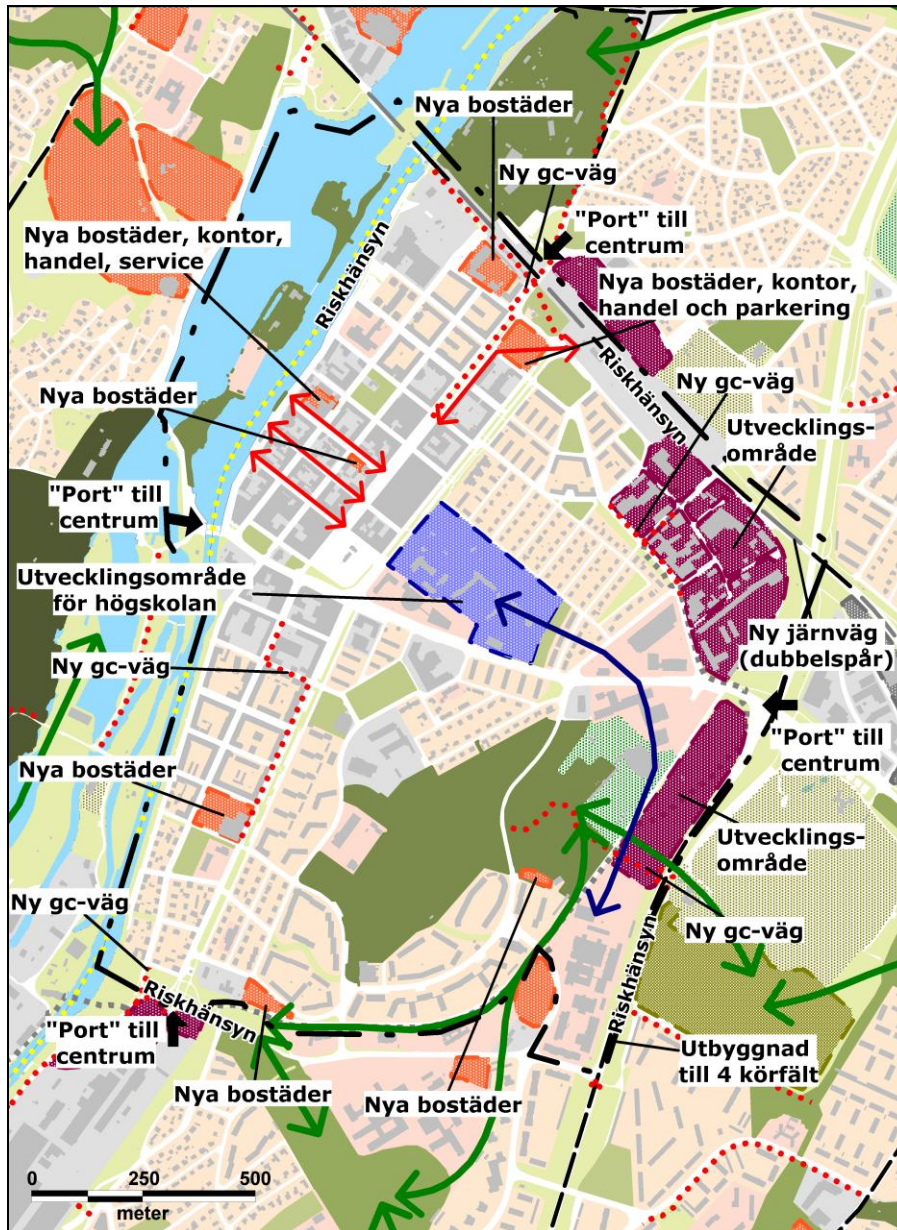 Nya bostäder
Ny gc-väg
"Port" till
centrum
Nya bostäder, kontor,
handel, service
Riskhänsyn
Nya bostäder, kontor,
handel och parkering
Riskhänsyn
Ny gc-väg
Nya bostäder
Utvecklings-
område
"Port" till
centrum
Utvecklingsområde
för högskolan
Ny järnväg
(dubbelspår)
Ny gc-väg
"Port" till
centrum
Nya bostäder
Utvecklings-
område
Ny gc-väg
Ny gc-väg
Riskhänsyn
Riskhänsyn
"Port" till
centrum
Utbyggnad
till 4 körfält
Nya bostäder
Nya bostäder
0 250 500
meter